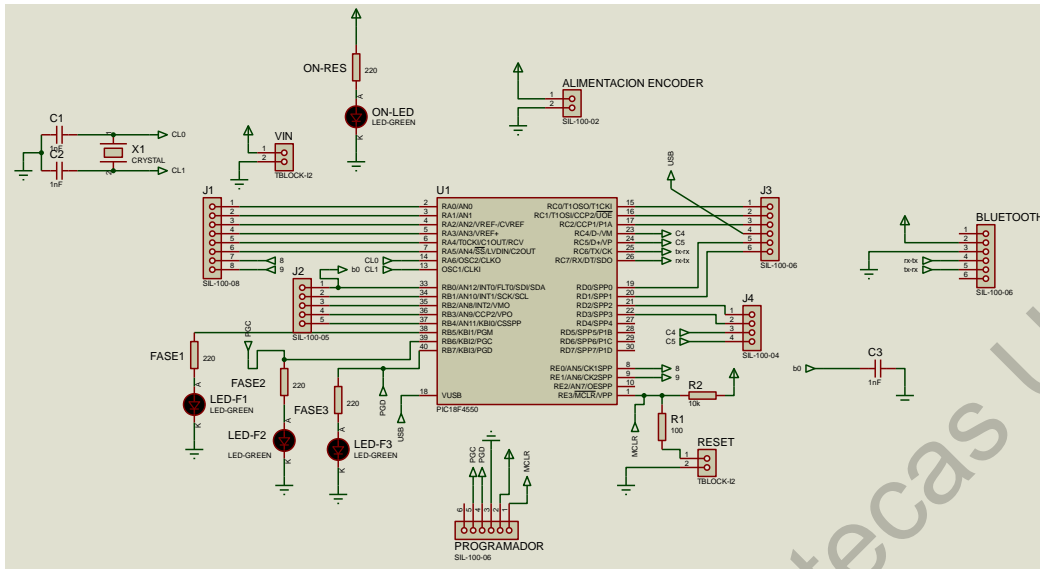 ON-RES
220
A
ON-LED
LED-GREEN
K
ALIMENTACION ENCODER
1
2
SIL-100-02
C1
1nF
C2
1nF
1
X1
CRYSTAL
2
CL0
CL1
VIN
1
2
TBLOCK-I2
J1
1
2
3
4
5
6
7
8
SIL-100-08
8
9
CL0
CL1
b0
J2
1
2
3
4
5
SIL-100-05
U1
2 RA0/AN0
3 RA1/AN1
4 RA2/AN2/VREF-/CVREF
5 RA3/AN3/VREF+
6 RA4/T0CKI/C1OUT/RCV
7 RA5/AN4/SS/LVDIN/C2OUT
14 RA6/OSC2/CLKO
13 OSC1/CLKI
33 RB0/AN12/INT0/FLT0/SDI/SDA
34 RB1/AN10/INT1/SCK/SCL
35 RB2/AN8/INT2/VMO
36 RB3/AN9/CCP2/VPO
37 RB4/AN11/KBI0/CSSPP
38 RB5/KBI1/PGM
39 RB6/KBI2/PGC
40 RB7/KBI3/PGD
18 VUSB
RC0/T1OSO/T1CKI 15
RC1/T1OSI/CCP2/UOE 16
RC2/CCP1/P1A 17
RC4/D-/VM 23
RC5/D+/VP 24
RC6/TX/CK 25
RC7/RX/DT/SDO 26
RD0/SPP0 19
RD1/SPP1 20
RD2/SPP2 21
RD3/SPP3 22
RD4/SPP4 27
RD5/SPP5/P1B 28
RD6/SPP6/P1C 29
RD7/SPP7/P1D 30
RE0/AN5/CK1SPP 8
RE1/AN6/CK2SPP 9
RE2/AN7/OESPP 10
RE3/MCLR/VPP 1
PIC18F4550
C4
C5
tx-rx
rx-tx
8
9
USB
J3
1
2
3
4
5
6
SIL-100-06
BLUETOOTH
1
2
3
4
5
6
rx-tx
tx-rx
SIL-100-06
J4
1
2
3
4
C4
C5
SIL-100-04
b0
C3
1nF
PGC
FASE1
220
A
LED-F1
LED-GREEN
K
FASE2
220
A
LED-F2
LED-GREEN
K
FASE3
220
A
LED-F3
LED-GREEN
K
PGD
USB
R2
10k
R1
100
MCLR
RESET
1
2
TBLOCK-I2
PGC
PGD
MCLR
6
5
4
3
2
1
PROGRAMADOR
SIL-100-06
tecas U